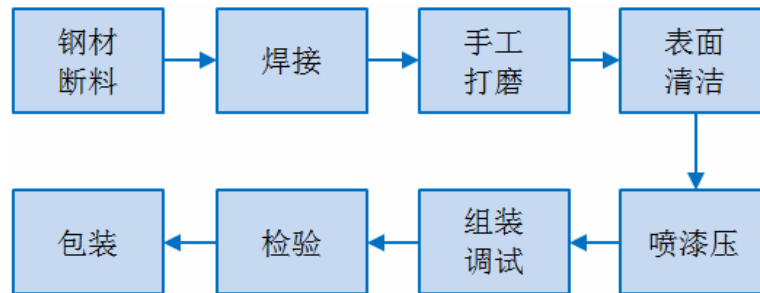 钢材
断料
焊接
手工
打磨
表面
清洁
喷漆压
组装
调试
检验
包装